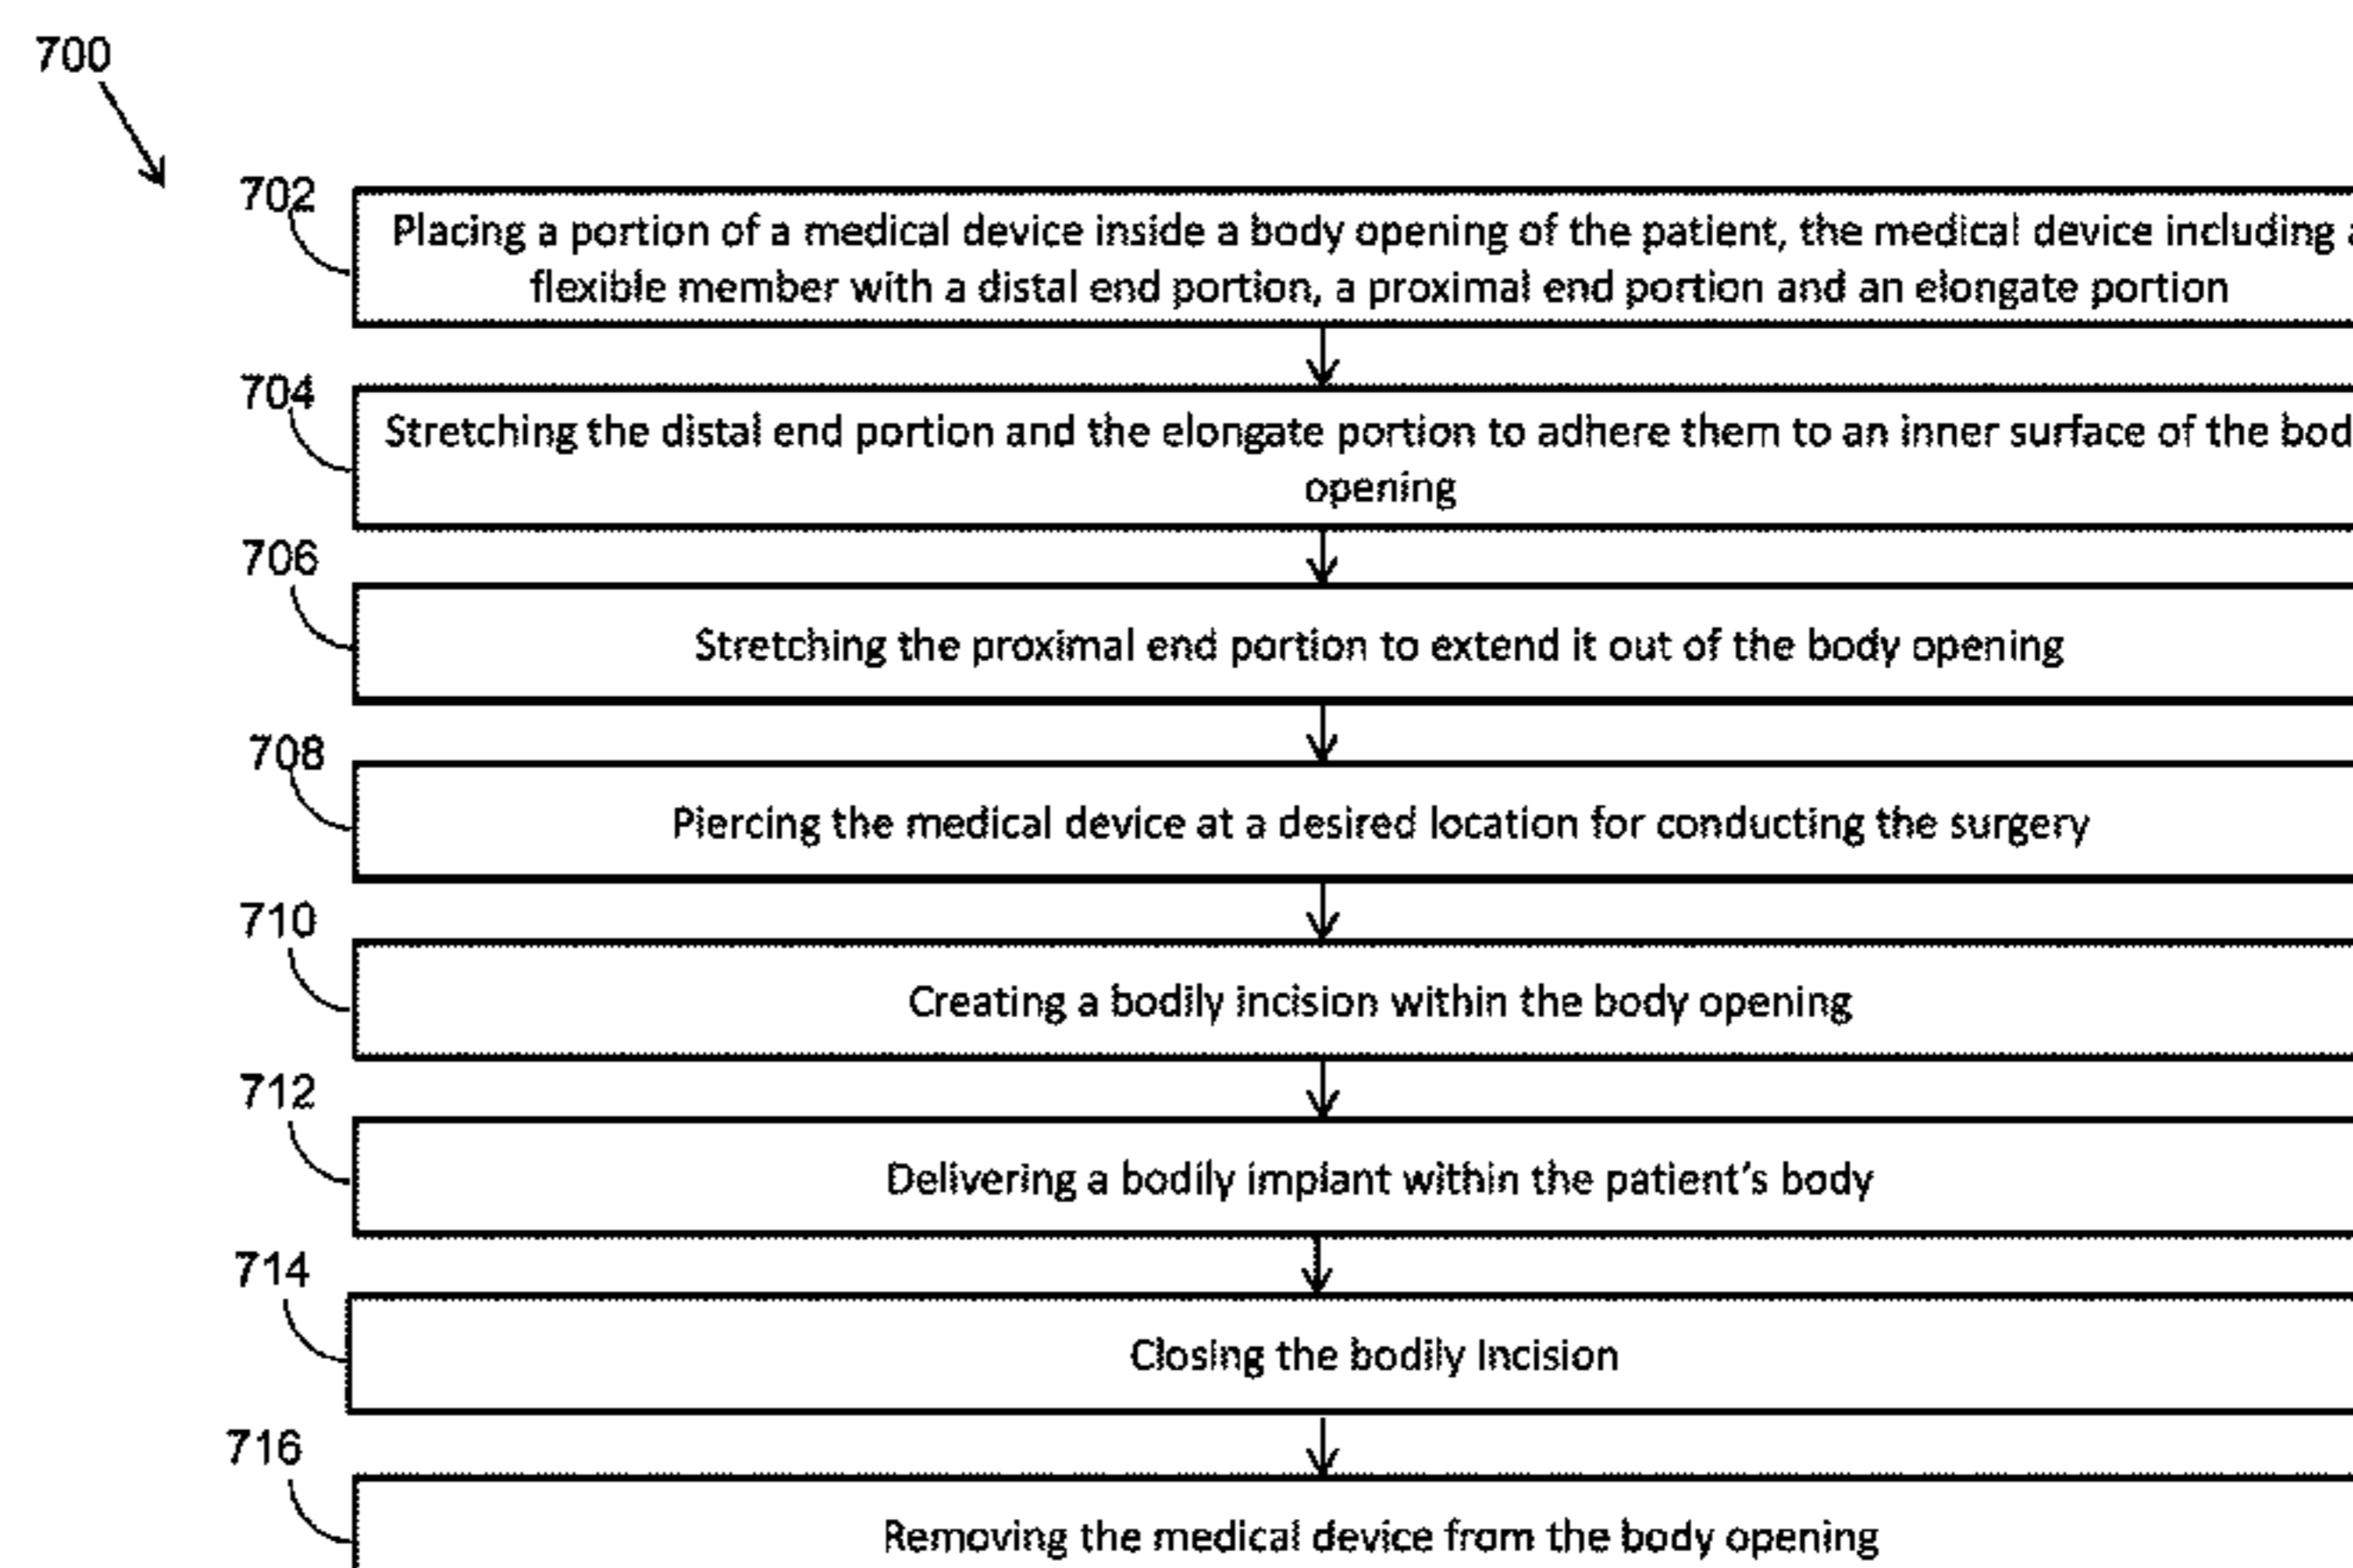 700
702
Placing a portion of a medical device inside a body opening of the patient, the medical device including
flexible member with a distal end portion, a proximal end portion and an elongate portion
704
Stretching the distal end portion and the elongate portion to adhere them to an inner surface of the bod
opening
706
Stretching the proximal end portion to extend it out of the body opening
708
Piercing the medical device at a desired location for conducting the surgery
710
Creating a bodily incision within the body opening
712
Delivering a bodily implant within the patient's body
714
Closing the bodily Incision
716
Removing the medical device from the body opening